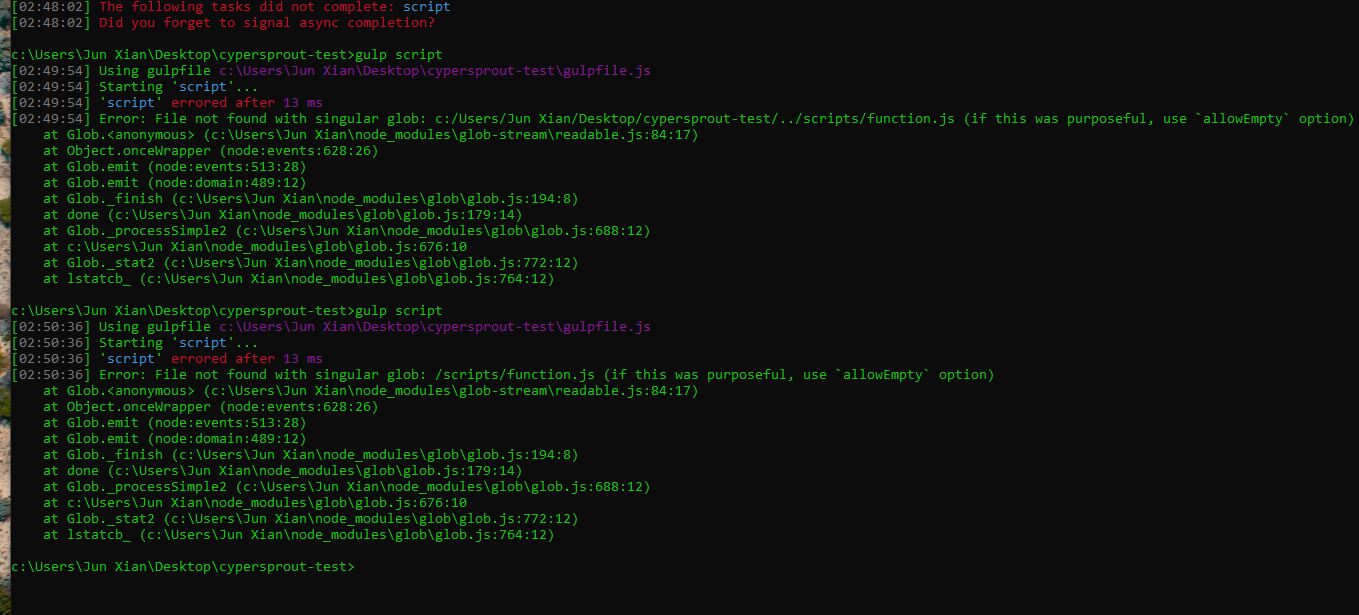 [02:48:02] The following tasks did not complete: script
[02:48:02] Did you forget to signal async completion?
c:\Users\Jun Xian\Desktop\cypersprout-test>gulp script
[02:49:54] Using gulpfile c:\Users\Jun Xian\Desktop\cypersprout-test\gulpfile.js
[02:49:54] Starting 'script'...
[02:49:54] 'script' errored after 13 ms
[02:49:54] Error: File not found with singular glob: c:/Users/Jun Xian/Desktop/cypersprout-test/../scripts/function.js (if this was purposeful, use `allowEmpty` option)
    at Glob.<anonymous> (c:\Users\Jun Xian\node_modules\glob-stream\readable.js:84:17)
    at Object.onceWrapper (node:events:628:26)
    at Glob.emit (node:events:513:28)
    at Glob.emit (node:domain:489:12)
    at Glob._finish (c:\Users\Jun Xian\node_modules\glob\glob.js:194:8)
    at done (c:\Users\Jun Xian\node_modules\glob\glob.js:179:14)
    at Glob._processSimple2 (c:\Users\Jun Xian\node_modules\glob\glob.js:688:12)
    at c:\Users\Jun Xian\node_modules\glob\glob.js:676:10
    at Glob._stat2 (c:\Users\Jun Xian\node_modules\glob\glob.js:772:12)
    at lstatcb_ (c:\Users\Jun Xian\node_modules\glob\glob.js:764:12)
c:\Users\Jun Xian\Desktop\cypersprout-test>gulp script
[02:50:36] Using gulpfile c:\Users\Jun Xian\Desktop\cypersprout-test\gulpfile.js
[02:50:36] Starting 'script'...
[02:50:36] 'script' errored after 13 ms
[02:50:36] Error: File not found with singular glob: /scripts/function.js (if this was purposeful, use `allowEmpty` option)
    at Glob.<anonymous> (c:\Users\Jun Xian\node_modules\glob-stream\readable.js:84:17)
    at Object.onceWrapper (node:events:628:26)
    at Glob.emit (node:events:513:28)
    at Glob.emit (node:domain:489:12)
    at Glob._finish (c:\Users\Jun Xian\node_modules\glob\glob.js:194:8)
    at done (c:\Users\Jun Xian\node_modules\glob\glob.js:179:14)
    at Glob._processSimple2 (c:\Users\Jun Xian\node_modules\glob\glob.js:688:12)
    at c:\Users\Jun Xian\node_modules\glob\glob.js:676:10
    at Glob._stat2 (c:\Users\Jun Xian\node_modules\glob\glob.js:772:12)
    at lstatcb_ (c:\Users\Jun Xian\node_modules\glob\glob.js:764:12)
c:\Users\Jun Xian\Desktop\cypersprout-test>